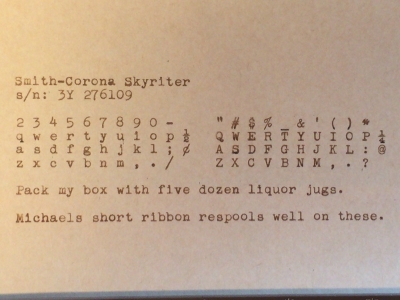 Smith-Corona Skyriter
s/n: 3Y 276109
2 3 4 5 6 7 8 9 0 - " # $ % _ & ' ( ) *
q w e r t y u i o p ½ Q W E R T Y U I O P ¼
a s d f g h j k l ; ¢ A S D F G H J K L : @
z x c v b n m , . / Z X C V B N M , . ?
Pack my box with five dozen liquor jugs.
Michaels short ribbon respools well on these.